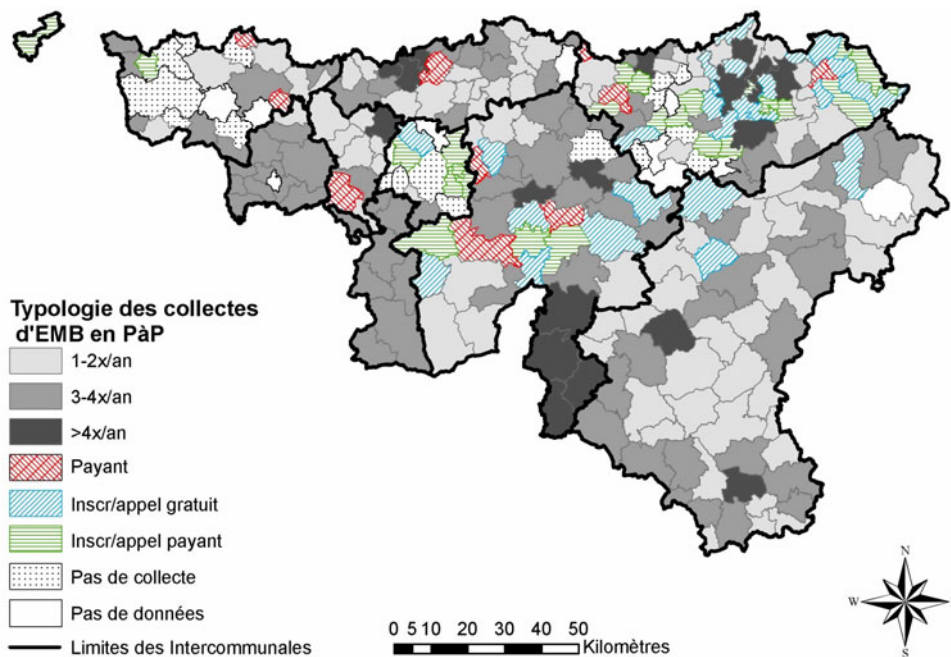 Typologie des collectes
d'EMB en PàP
1-2x/an
3-4x/an
>4x/an
Payant
Inscr/appel gratuit
Inscr/appel payant
Pas de collecte
Pas de données
Limites des Intercommunales
0 5 10 20 30 40 50
Kilomètres
N
W E
S